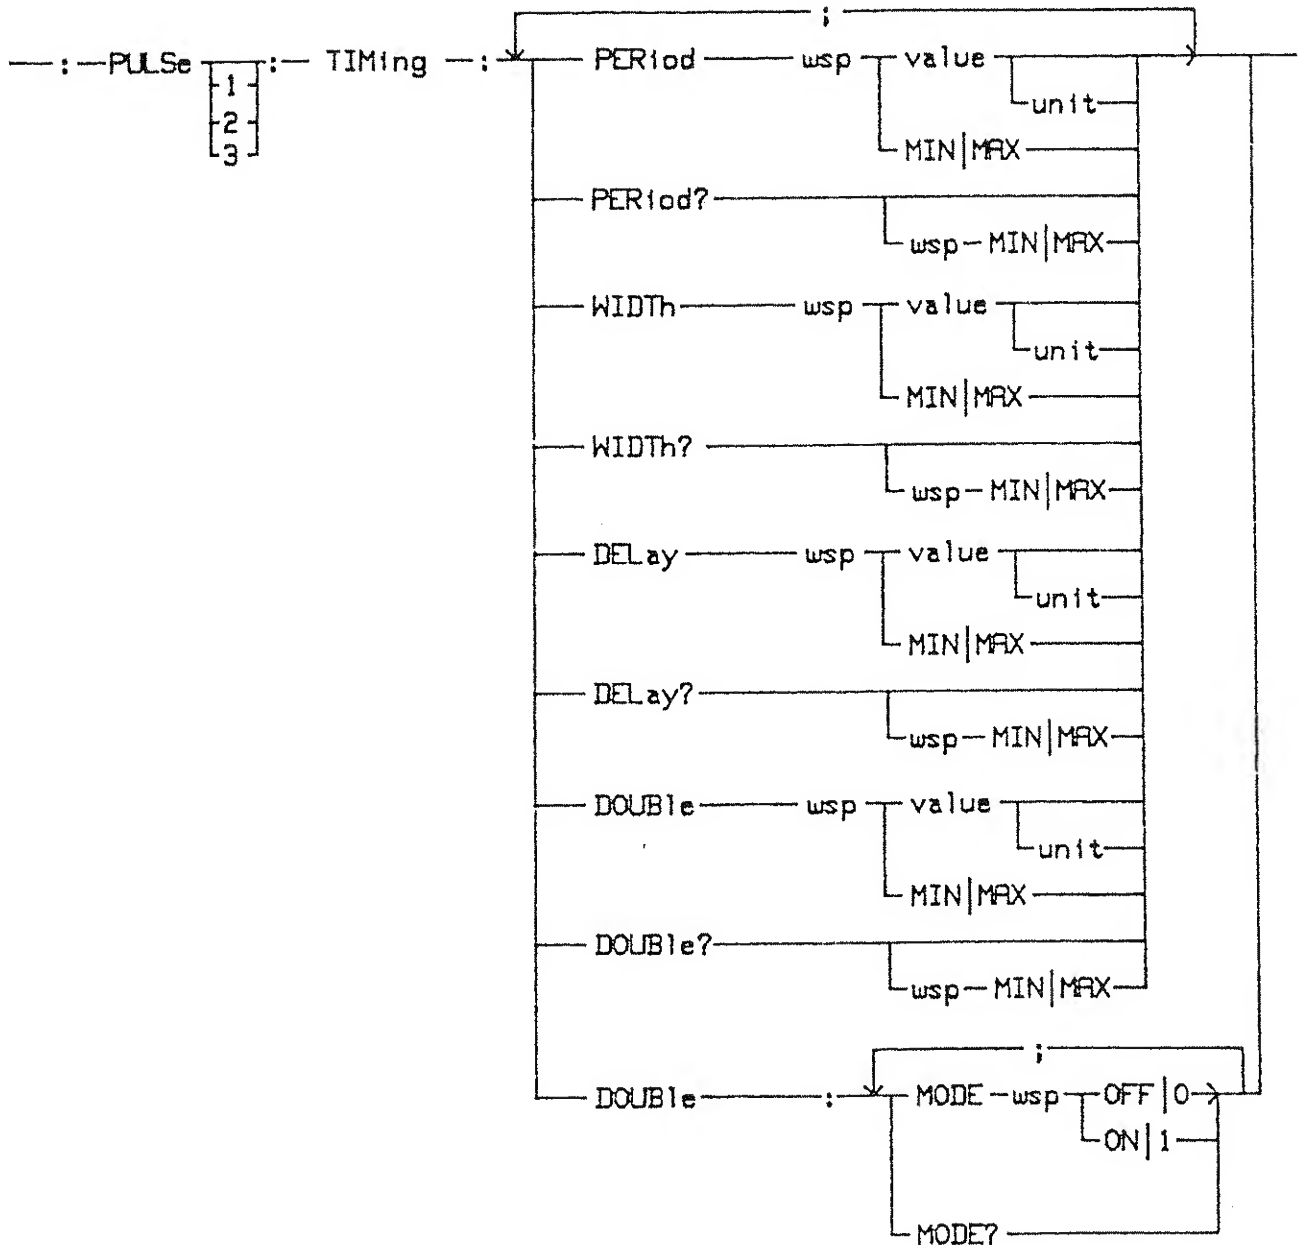 ;
: PULSe : TIMing : PERiod wsp value
1
unit
2
3
MIN|MAX
PERiod?
wsp MIN|MAX
WIDTh wsp value
unit
MIN|MAX
WIDTh?
wsp MIN|MAX
DELay wsp value
unit
MIN|MAX
DELay?
wsp MIN|MAX
DOUBle wsp value
unit
MIN|MAX
DOUBle?
wsp MIN|MAX
;
DOUBle : MODE wsp OFF|0
ON|1
MODE?